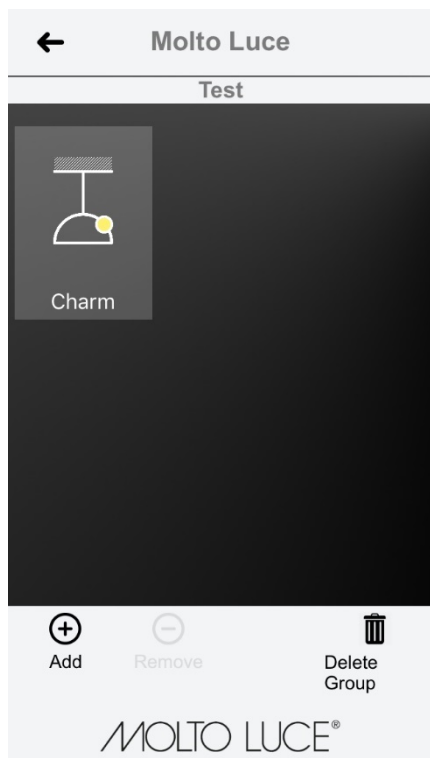 Molto Luce
Test
Charm
Add
Remove
Delete
Group
MOLTO LUCE®